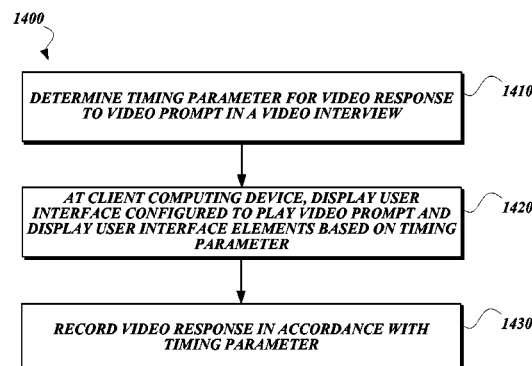 1400
DETERMINE TIMING PARAMETER FOR VIDEO RESPONSE
TO VIDEO PROMPT IN A VIDEO INTERVIEW
1410
AT CLIENT COMPUTING DEVICE, DISPLAY USER
INTERFACE CONFIGURED TO PLAY VIDEO PROMPT AND
DISPLAY USER INTERFACE ELEMENTS BASED ON TIMING
PARAMETER
1420
RECORD VIDEO RESPONSE IN ACCORDANCE WITH
TIMING PARAMETER
1430